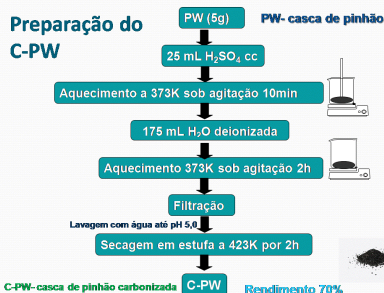 Preparação do
C-PW
PW (5g)
PW- casca de pinhão
25 mL H₂SO₄ cc
Aquecimento a 373K sob agitação 10min
175 mL H₂O deionizada
Aquecimento 373K sob agitação 2h
Filtração
Lavagem com água até pH 5,0
Secagem em estufa a 423K por 2h
C-PW- casca de pinhão carbonizada
C-PW
Rendimento 70%